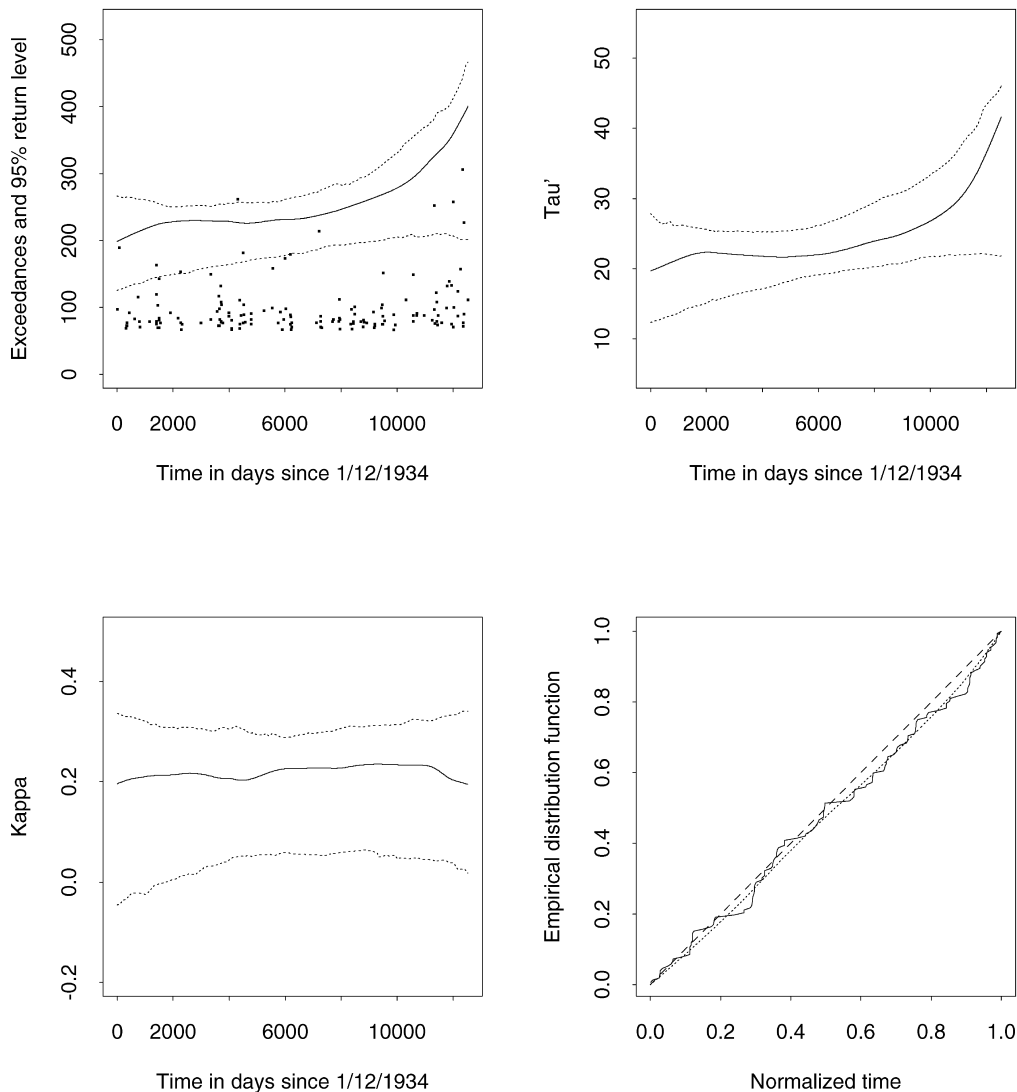 Exceedances and 95% return level
500
400
300
200
100
0
0 2000 6000 10000
Time in days since 1/12/1934
Tau'
50
40
30
20
10
0 2000 6000 10000
Time in days since 1/12/1934
Kappa
0.4
0.2
0.0
-0.2
0 2000 6000 10000
Time in days since 1/12/1934
Empirical distribution function
1.0
0.8
0.6
0.4
0.2
0.0
0.0 0.2 0.4 0.6 0.8 1.0
Normalized time